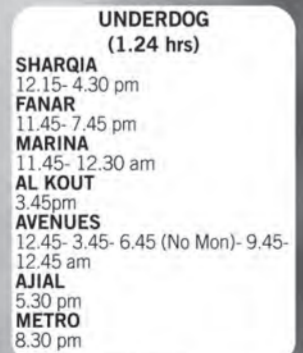 UNDERDOG
(1.24 hrs)
SHARQIA
12.15- 4.30 pm
FANAR
11.45- 7.45 pm
MARINA
11.45- 12.30 am
AL KOUT
3.45pm
AVENUES
12.45- 3.45- 6.45 (No Mon)- 9.45-
12.45 am
AJIAL
5.30 pm
METRO
8.30 pm